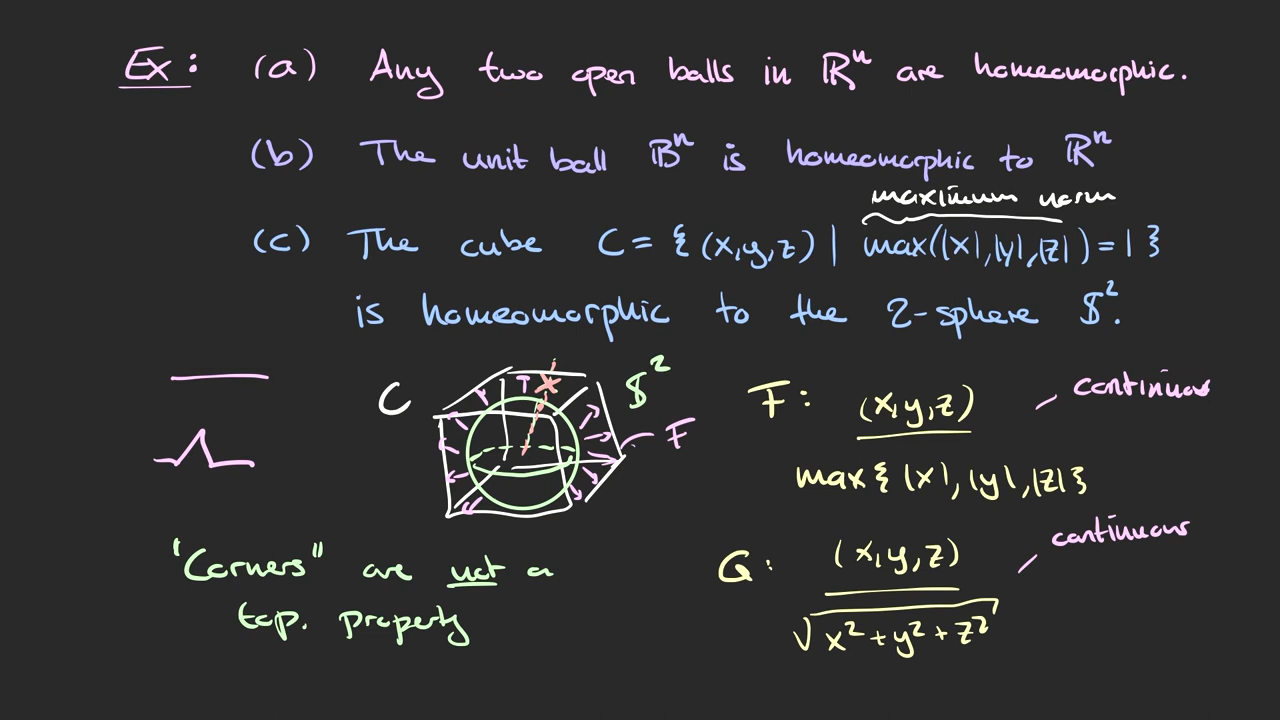 Ex: (a) Any two open balls in ℝⁿ are homeomorphic.
(b) The unit ball 𝔹ⁿ is homeomorphic to ℝⁿ
maximum norm
(c) The cube C = { (x,y,z) | max(|x|,|y|,|z|) = 1 }
is homeomorphic to the 2-sphere 𝕊².
C
𝕊²
F
F: (x,y,z)
max{ |x|, |y|, |z| }
continuous
"Corners" are not a
top. property
G: (x,y,z)
√x² + y² + z²
continuous